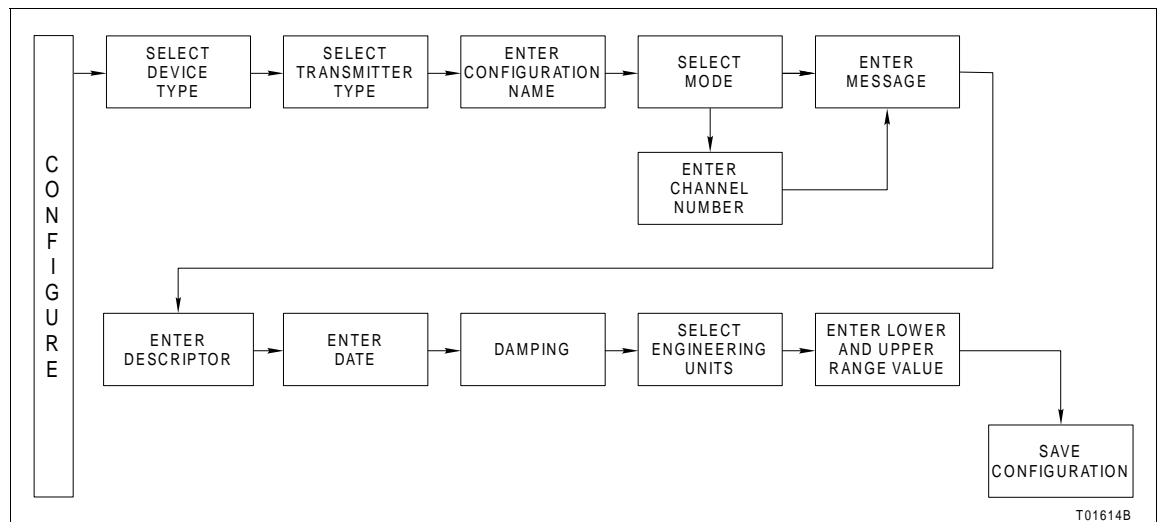 CONFIGURE
SELECT
DEVICE
TYPE
SELECT
TRANSMITTER
TYPE
ENTER
CONFIGURATION
NAME
SELECT
MODE
ENTER
MESSAGE
ENTER
CHANNEL
NUMBER
ENTER
DESCRIPTOR
ENTER
DATE
DAMPING
SELECT
ENGINEERING
UNITS
ENTER LOWER
AND UPPER
RANGE VALUE
SAVE
CONFIGURATION
T01614B